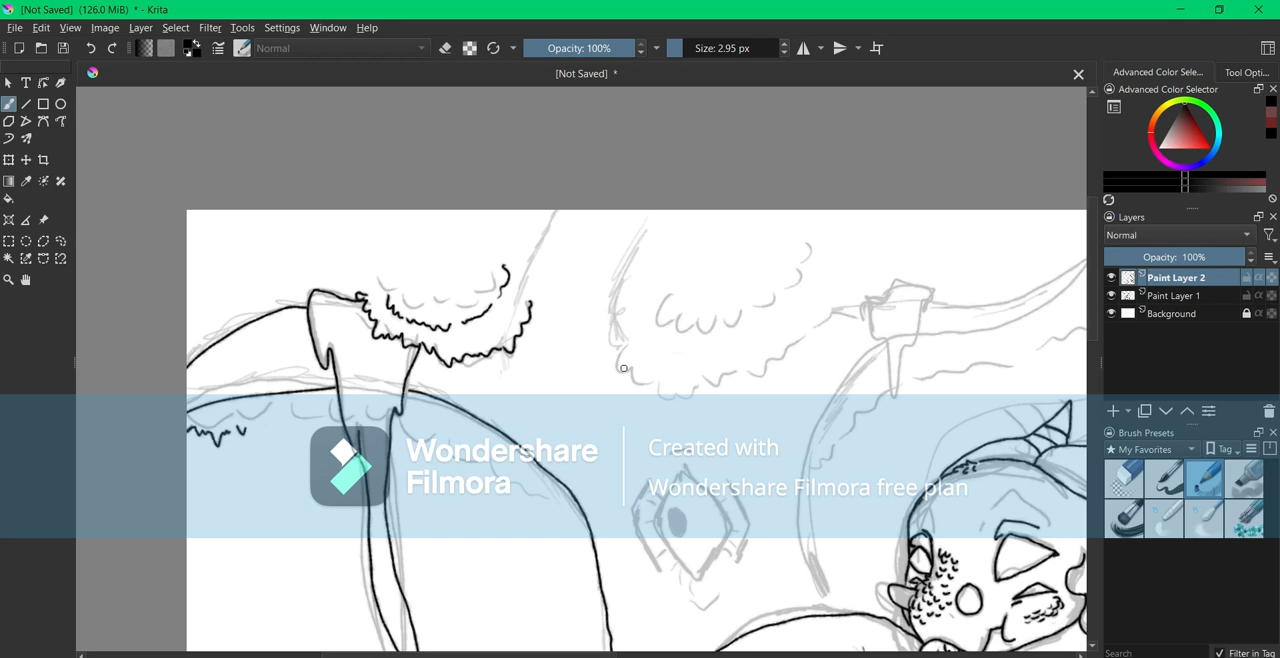 [Not Saved] (126.0 MiB) * - Krita
File Edit View Image Layer Select Filter Tools Settings Window Help
Normal Opacity: 100% Size: 2.95 px
[Not Saved] *
Advanced Color Sele... Tool Opti...
Advanced Color Selector
Layers
Normal
Opacity: 100%
Paint Layer 2
Paint Layer 1
Background
Brush Presets
My Favorites Tag
Wondershare
Filmora
Created with
Wondershare Filmora free plan
Search Filter in Tag